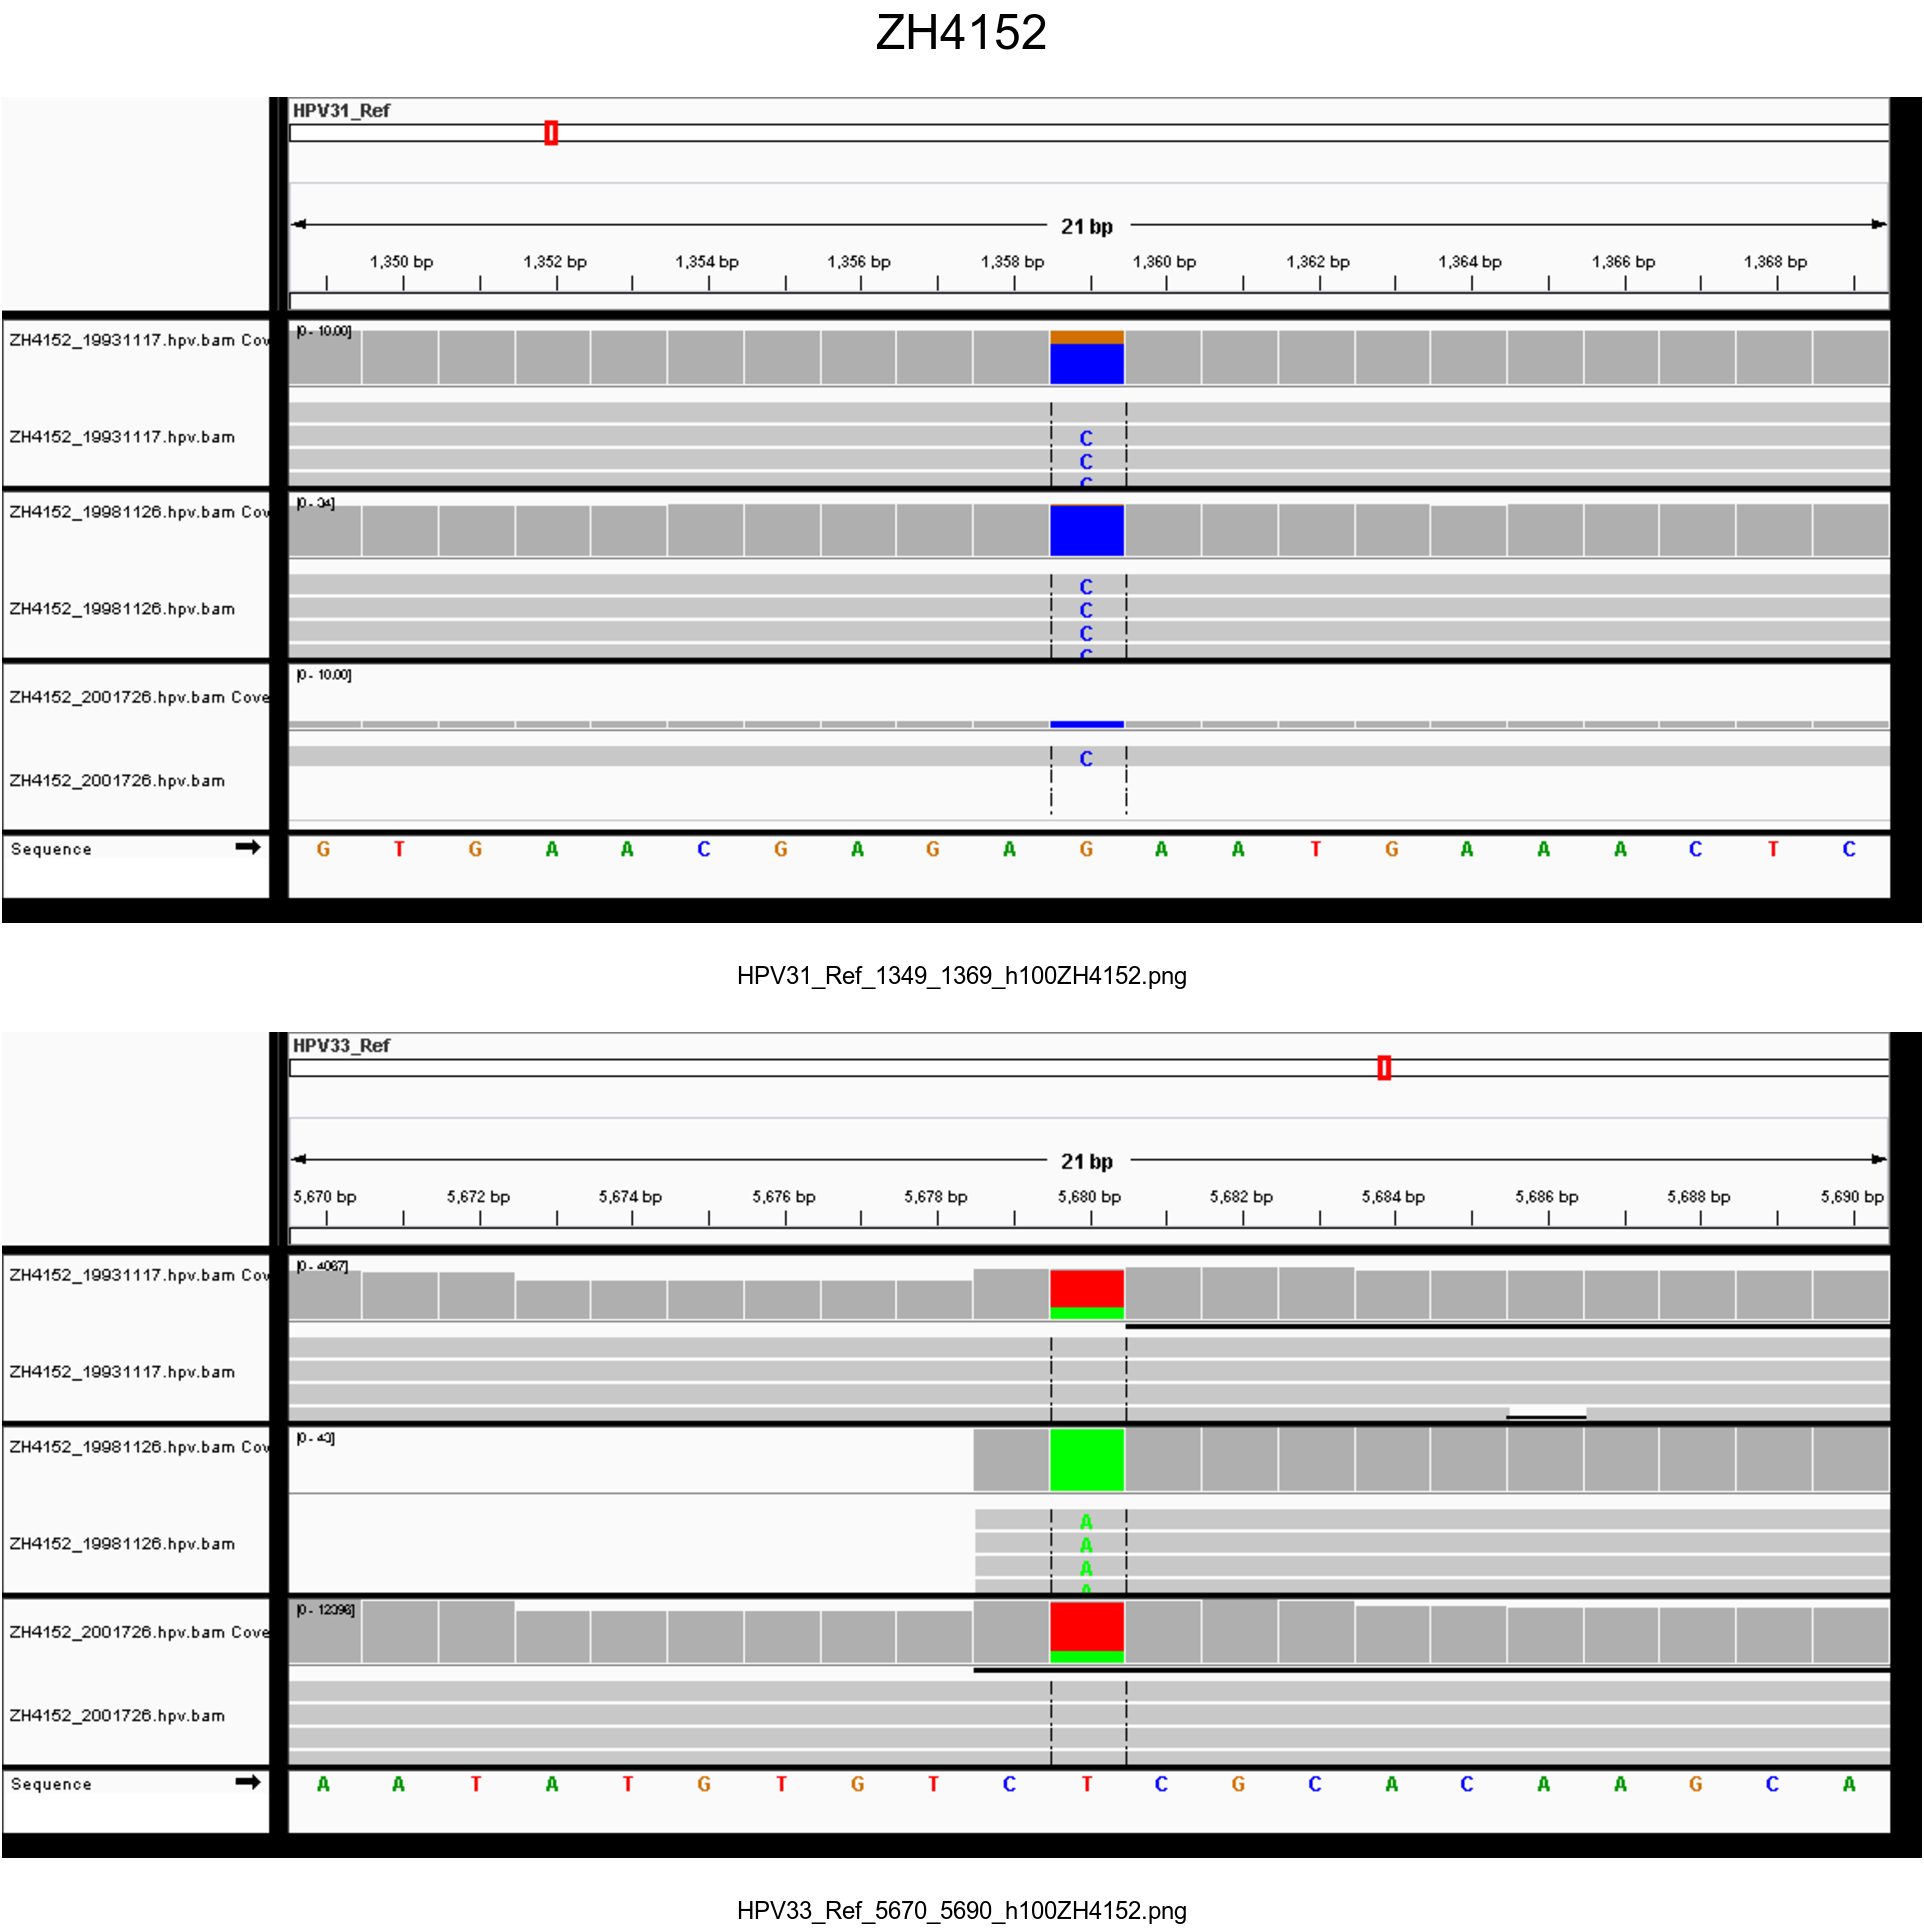 ZH4152
HPV31_Ref
21 bp
1,350 bp 1,352 bp 1,354 bp 1,356 bp 1,358 bp 1,360 bp 1,362 bp 1,364 bp 1,366 bp 1,368 bp
ZH4152_19931117.hpv.bam Cov [0 - 10.00]
ZH4152_19931117.hpv.bam
C
C
C
ZH4152_19981126.hpv.bam Cov [0 - 34]
ZH4152_19981126.hpv.bam
C
C
C
C
[0 - 10.00]
ZH4152_2001726.hpv.bam Cove
C
ZH4152_2001726.hpv.bam
Sequence G T G A A C G A G A G A A T G A A A C T C
HPV31_Ref_1349_1369_h100ZH4152.png
HPV33_Ref
21 bp
5,670 bp 5,672 bp 5,674 bp 5,676 bp 5,678 bp 5,680 bp 5,682 bp 5,684 bp 5,686 bp 5,688 bp 5,690 bp
ZH4152_19931117.hpv.bam Cov [0 - 4067]
ZH4152_19931117.hpv.bam
ZH4152_19981126.hpv.bam Cov [0 - 43]
A
ZH4152_19981126.hpv.bam A
A
A
[0 - 12396]
ZH4152_2001726.hpv.bam Cove
ZH4152_2001726.hpv.bam
Sequence A A T A T G T G T C T C G C A C A A G C A
HPV33_Ref_5670_5690_h100ZH4152.png